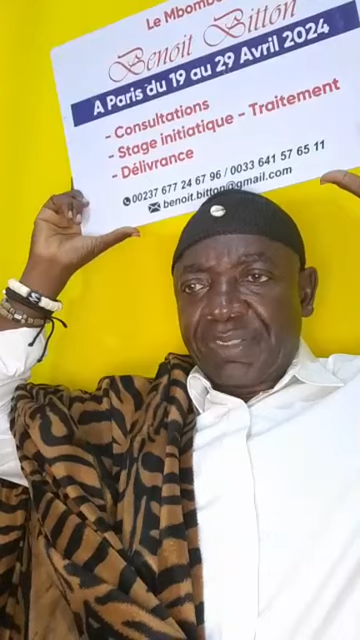 Le Mbombo
Benoit Bitton
A Paris du 19 au 29 Avril 2024
- Consultations
- Stage initiatique - Traitement
- Délivrance
00237 677 24 67 96 / 0033 641 57 65 11
benoit.bitton@gmail.com